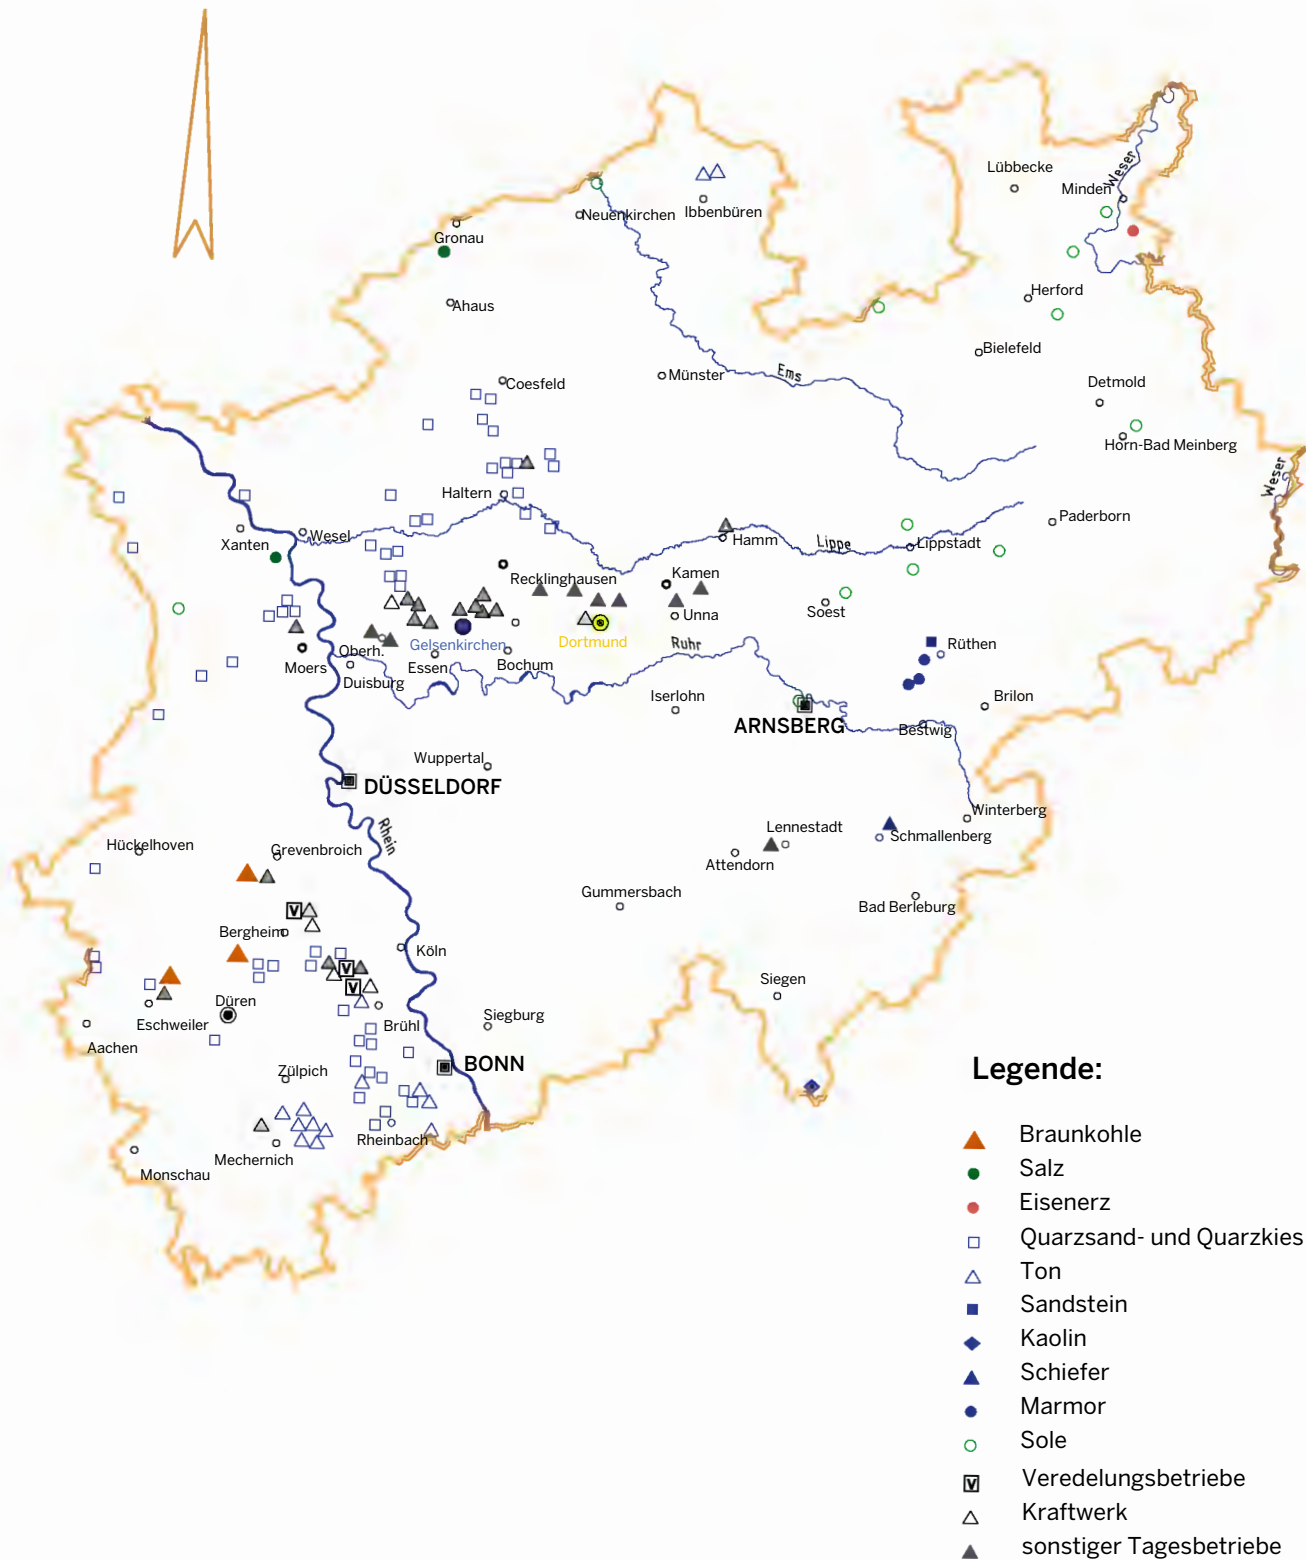 Lübbecke
Weser
Minden
Neuenkirchen
Ibbenbüren
Gronau
Herford
Ahaus
Bielefeld
Münster
Ems
Coesfeld
Detmold
Horn-Bad Meinberg
Weser
Haltern
Paderborn
Wesel
Xanten
Hamm
Lippe
Lippstadt
Recklinghausen
Kamen
Unna
Soest
Gelsenkirchen
Dortmund
Ruhr
Rüthen
Oberh.
Moers
Essen
Bochum
Duisburg
Iserlohn
Brilon
ARNSBERG
Bestwig
Wuppertal
DÜSSELDORF
Winterberg
Rhein
Lennestadt
Schmallenberg
Hückelhoven
Grevenbroich
Attendorn
Gummersbach
Bad Berleburg
Bergheim
Köln
Siegen
Düren
Eschweiler
Brühl
Siegburg
Aachen
BONN
Zülpich
Rheinbach
Mechernich
Monschau
Legende:
Braunkohle
Salz
Eisenerz
Quarzsand- und Quarzkies
Ton
Sandstein
Kaolin
Schiefer
Marmor
Sole
V Veredelungsbetriebe
Kraftwerk
sonstiger Tagesbetriebe
V
V
V